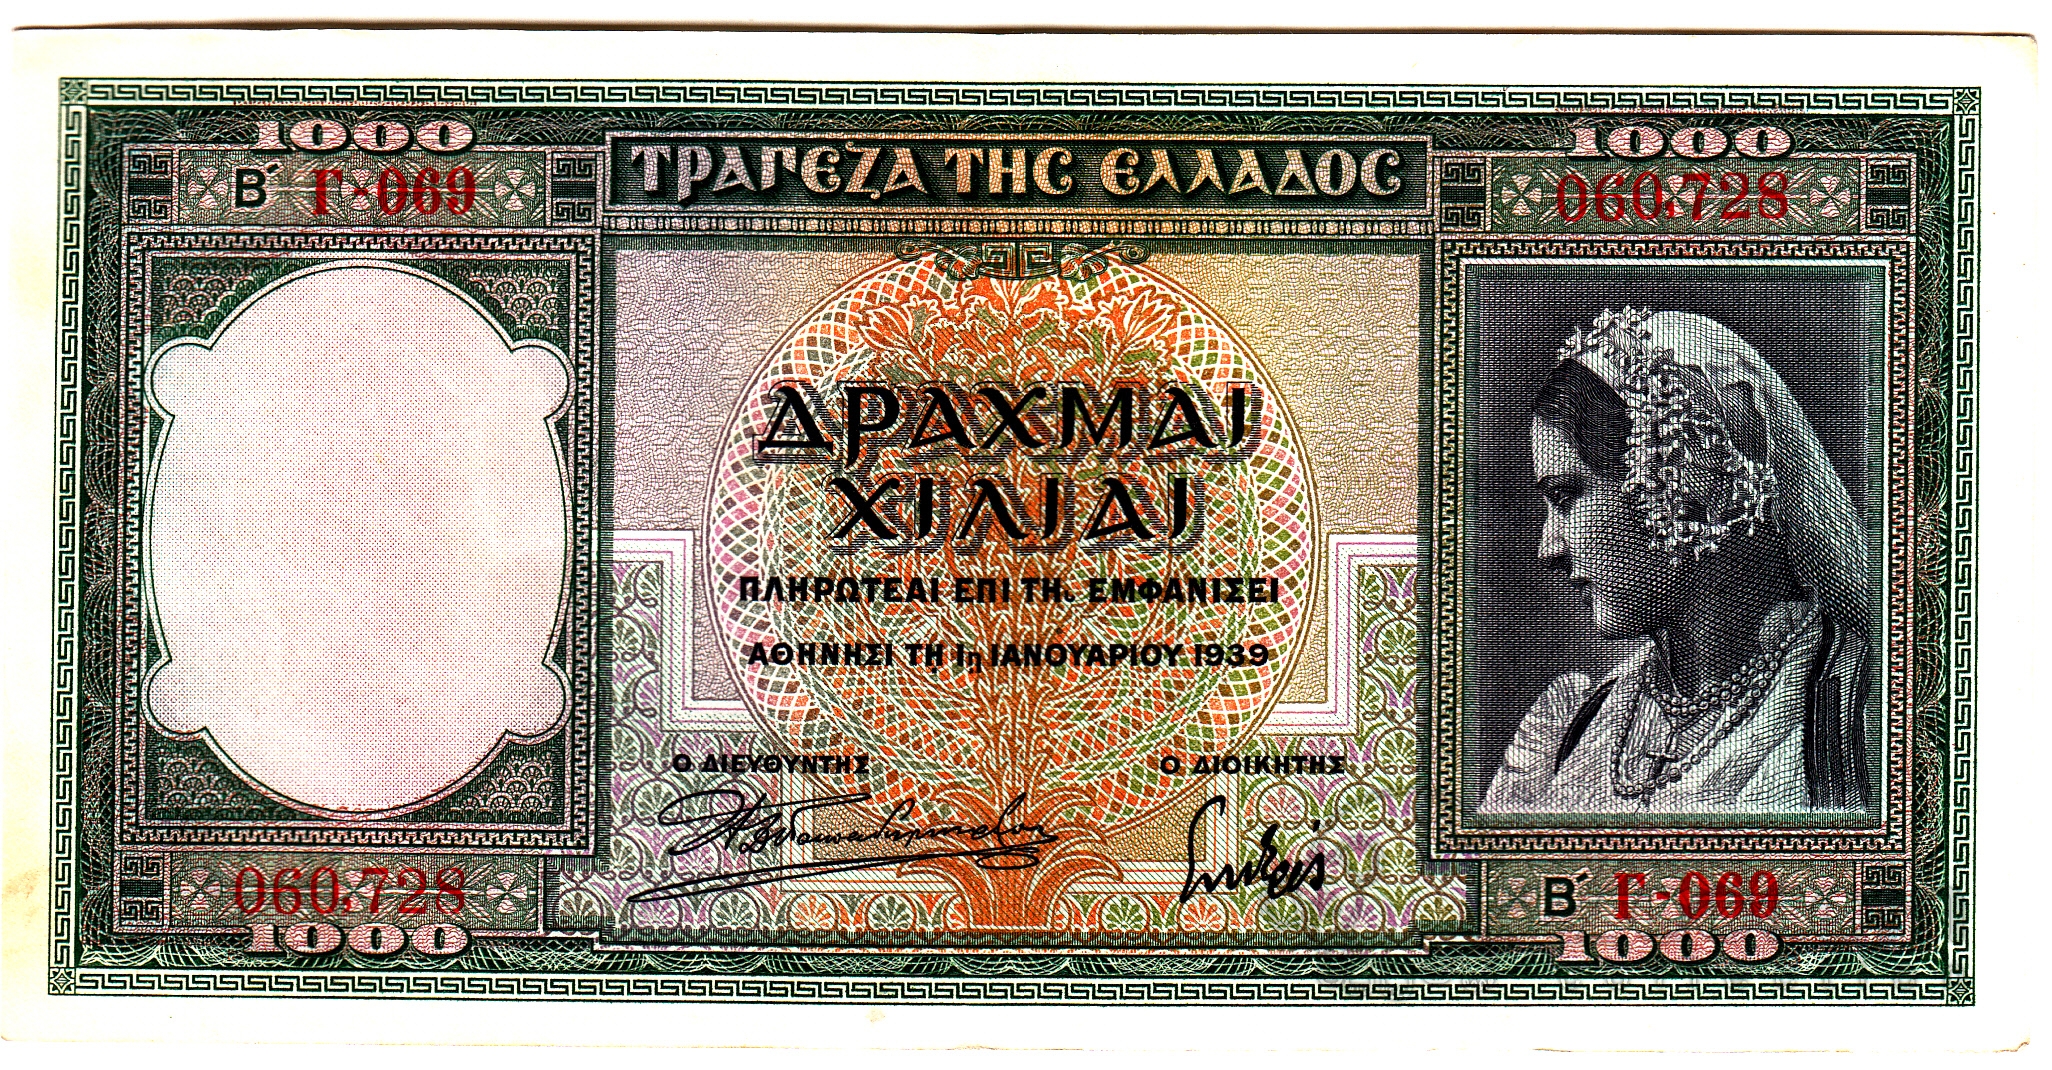 1000
1000
ΤΡΑΠΕΖΑ ΤΗΣ ΕΛΛΑΔΟΣ
Β΄ Γ-069
060,728
ΔΡΑΧΜΑΙ
ΧΙΛΙΑΙ
ΠΛΗΡΩΤΕΑΙ ΕΠΙ ΤΗι ΕΜΦΑΝΙΣΕΙ
ΑΘΗΝΗΣΙ ΤΗ 1η ΙΑΝΟΥΑΡΙΟΥ 1939
Ο ΔΙΕΥΘΥΝΤΗΣ
Ο ΔΙΟΙΚΗΤΗΣ
060,728
Β΄ Γ-069
1000
1000